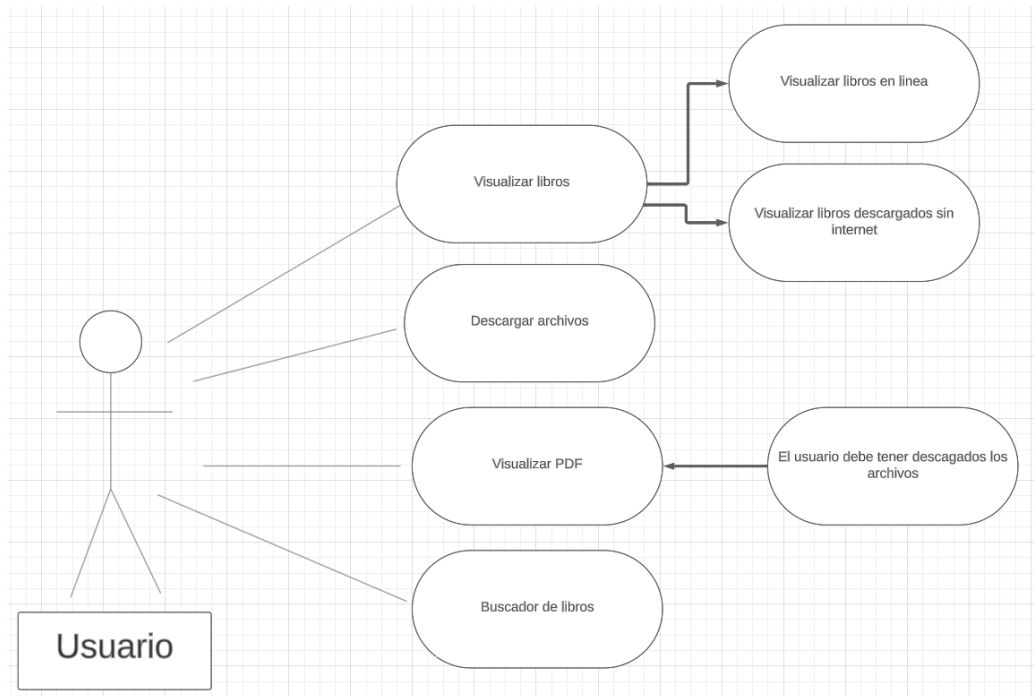 Visualizar libros en linea
Visualizar libros
Visualizar libros descargados sin
internet
Descargar archivos
Visualizar PDF
El usuario debe tener descagados los
archivos
Buscador de libros
Usuario